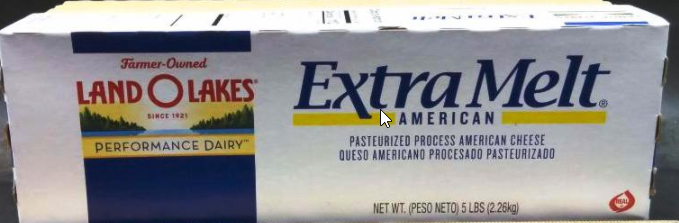 Farmer-Owned
LAND O LAKES®
SINCE 1921
PERFORMANCE DAIRY™
Extra Melt®
AMERICAN
PASTEURIZED PROCESS AMERICAN CHEESE
QUESO AMERICANO PROCESADO PASTEURIZADO
NET WT. (PESO NETO) 5 LBS (2.26kg)
REAL